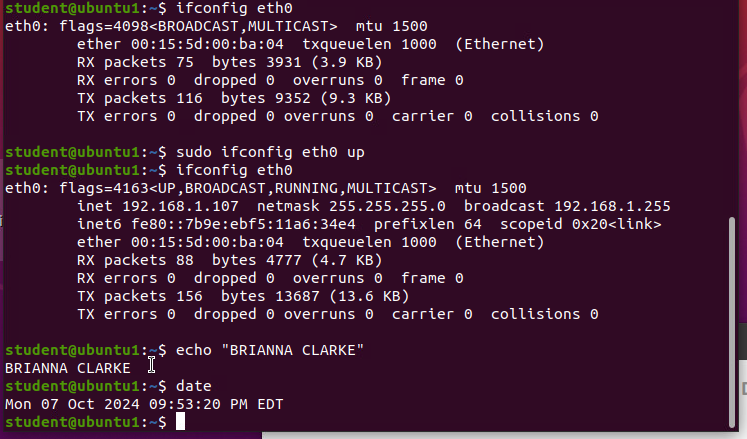 student@ubuntu1:~$ ifconfig eth0
eth0: flags=4098<BROADCAST,MULTICAST>  mtu 1500
        ether 00:15:5d:00:ba:04  txqueuelen 1000  (Ethernet)
        RX packets 75  bytes 3931 (3.9 KB)
        RX errors 0  dropped 0  overruns 0  frame 0
        TX packets 116  bytes 9352 (9.3 KB)
        TX errors 0  dropped 0 overruns 0  carrier 0  collisions 0

student@ubuntu1:~$ sudo ifconfig eth0 up
student@ubuntu1:~$ ifconfig eth0
eth0: flags=4163<UP,BROADCAST,RUNNING,MULTICAST>  mtu 1500
        inet 192.168.1.107  netmask 255.255.255.0  broadcast 192.168.1.255
        inet6 fe80::7b9e:ebf5:11a6:34e4  prefixlen 64  scopeid 0x20<link>
        ether 00:15:5d:00:ba:04  txqueuelen 1000  (Ethernet)
        RX packets 88  bytes 4777 (4.7 KB)
        RX errors 0  dropped 0  overruns 0  frame 0
        TX packets 156  bytes 13687 (13.6 KB)
        TX errors 0  dropped 0 overruns 0  carrier 0  collisions 0

student@ubuntu1:~$ echo "BRIANNA CLARKE"
BRIANNA CLARKE
student@ubuntu1:~$ date
Mon 07 Oct 2024 09:53:20 PM EDT
student@ubuntu1:~$